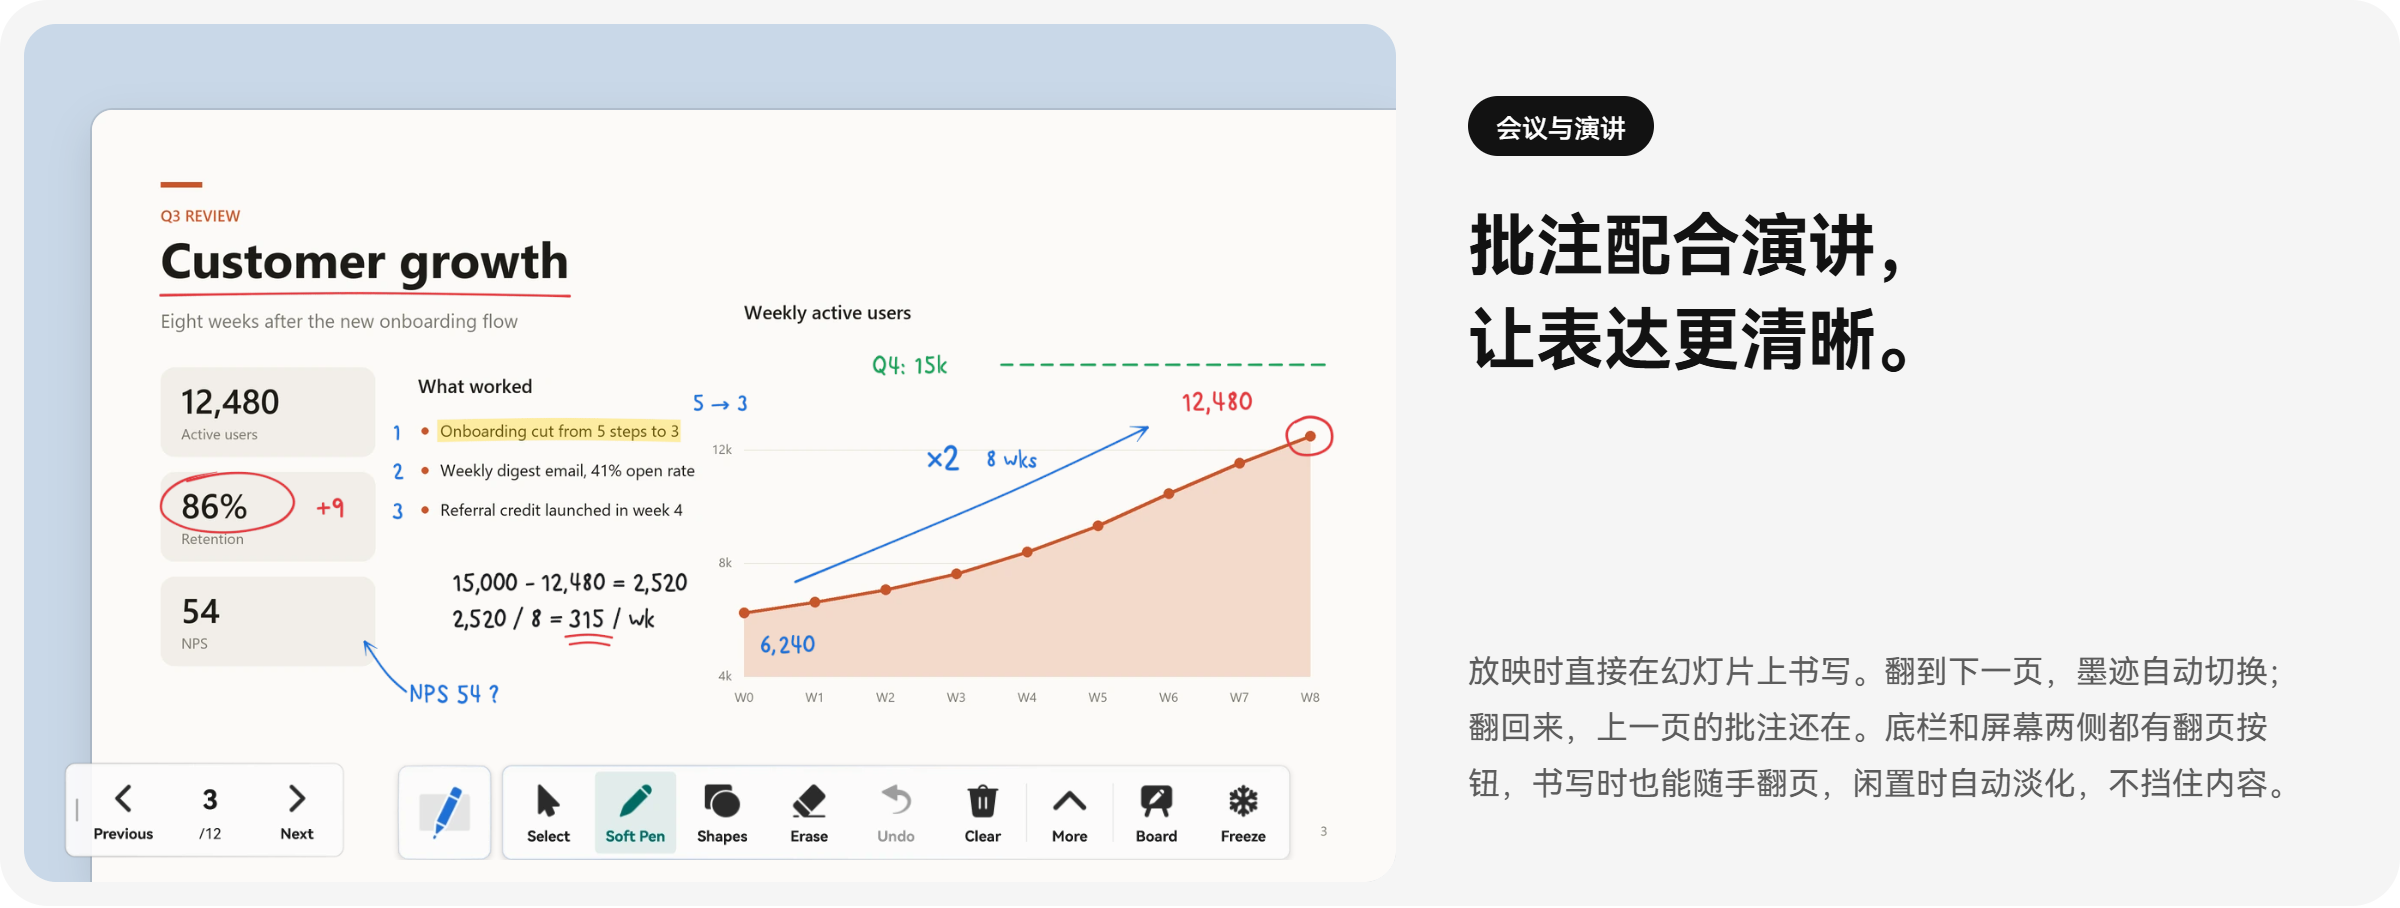 Q3 REVIEW
Customer growth
Eight weeks after the new onboarding flow
12,480
Active users
86%
+9
Retention
54
NPS
NPS 54 ?
What worked
5 → 3
1 • Onboarding cut from 5 steps to 3
2 • Weekly digest email, 41% open rate
3 • Referral credit launched in week 4
15,000 - 12,480 = 2,520
2,520 / 8 = 315 / wk
Weekly active users
Q4: 15k
12,480
×2 8 wks
12k
8k
4k
6,240
W0 W1 W2 W3 W4 W5 W6 W7 W8
Previous
3
/12
Next
Select
Soft Pen
Shapes
Erase
Undo
Clear
More
Board
Freeze
3
会议与演讲
批注配合演讲，
让表达更清晰。
放映时直接在幻灯片上书写。翻到下一页，墨迹自动切换；
翻回来，上一页的批注还在。底栏和屏幕两侧都有翻页按
钮，书写时也能随手翻页，闲置时自动淡化，不挡住内容。